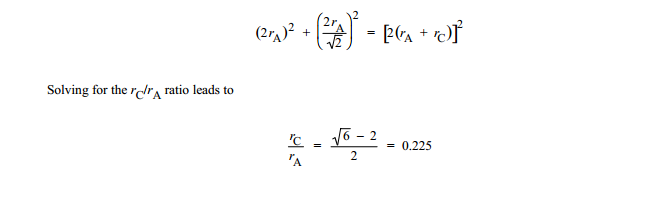 (2r_A)² + (2r_A/√2)² = [2(r_A + r_C)]²
Solving for the r_C/r_A ratio leads to
r_C/r_A = (√6 − 2)/2 = 0.225